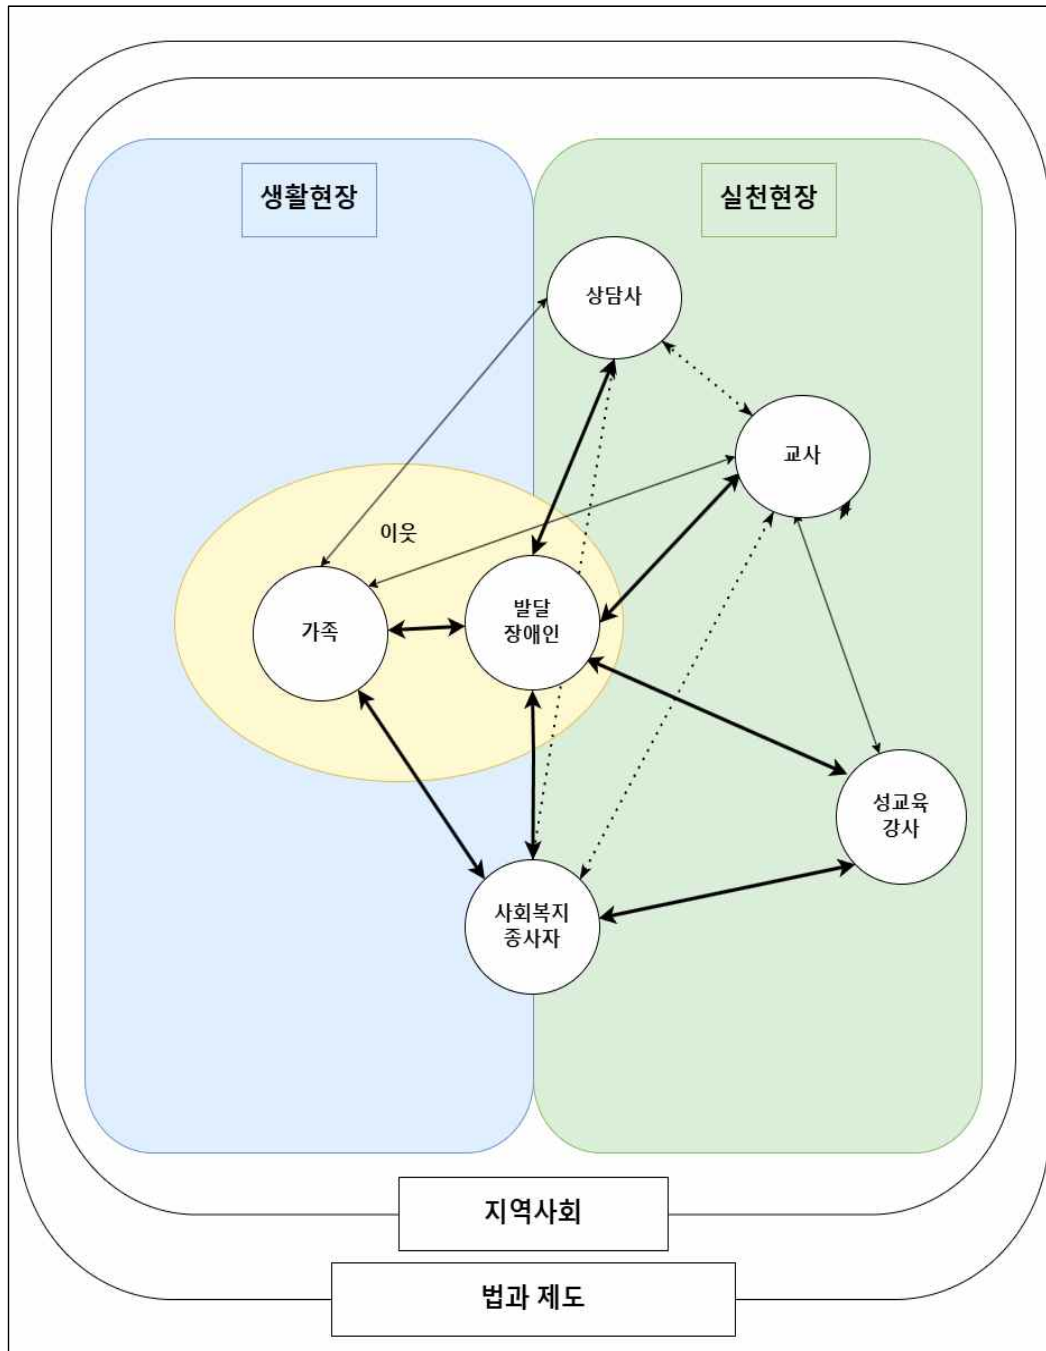 생활현장
실천현장
상담사
교사
이웃
가족
발달
장애인
성교육
강사
사회복지
종사자
지역사회
법과 제도